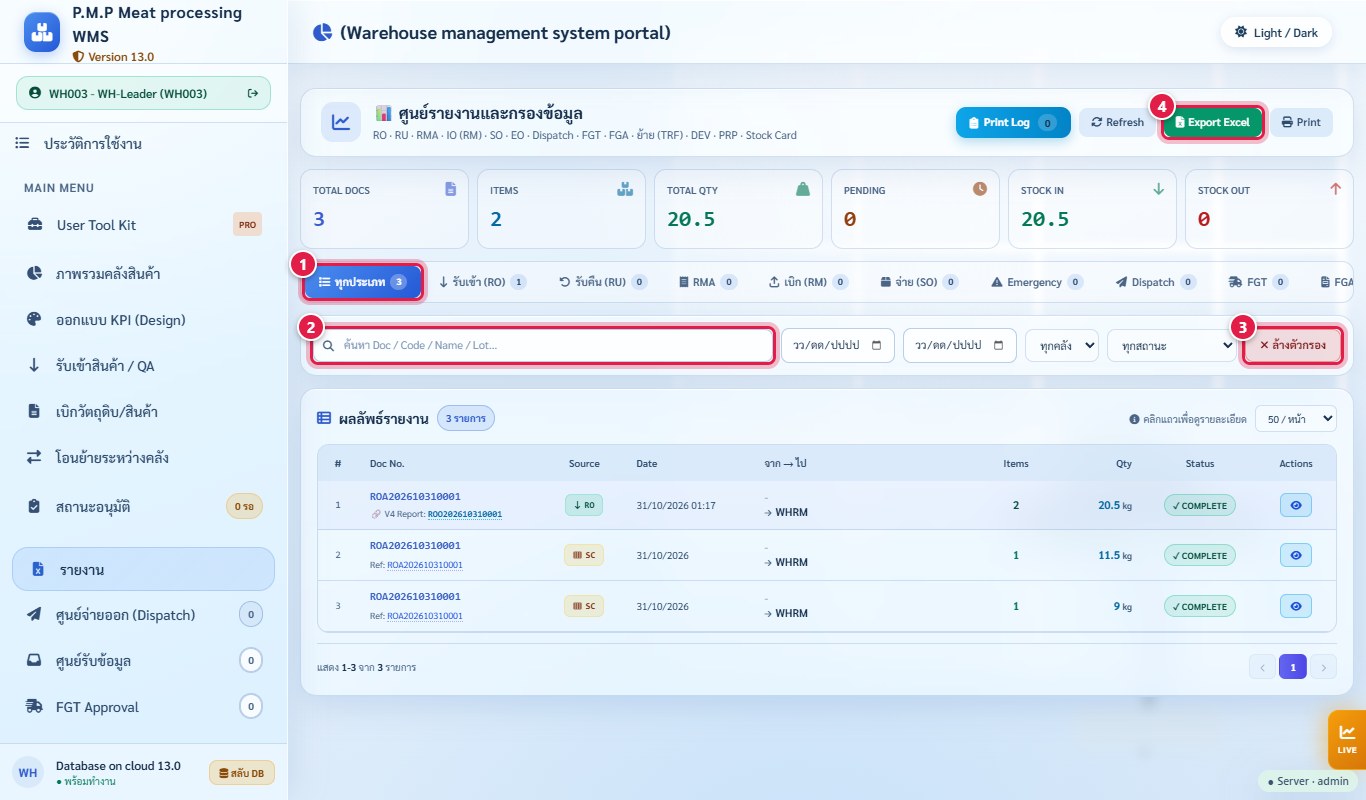 P.M.P Meat processing
WMS
Version 13.0
WH003 - WH-Leader (WH003)
ประวัติการใช้งาน
MAIN MENU
User Tool Kit PRO
ภาพรวมคลังสินค้า
ออกแบบ KPI (Design)
รับเข้าสินค้า / QA
เบิกวัตถุดิบ/สินค้า
โอนย้ายระหว่างคลัง
สถานะอนุมัติ 0 รอ
รายงาน
ศูนย์จ่ายออก (Dispatch) 0
ศูนย์รับข้อมูล 0
FGT Approval 0
WH Database on cloud 13.0
● พร้อมทำงาน
สลับ DB
(Warehouse management system portal)
Light / Dark
ศูนย์รายงานและกรองข้อมูล
RO · RU · RMA · IO (RM) · SO · EO · Dispatch · FGT · FGA · ย้าย (TRF) · DEV · PRP · Stock Card
Print Log 0
Refresh
4
Export Excel
Print
TOTAL DOCS
3
ITEMS
2
TOTAL QTY
20.5
PENDING
0
STOCK IN
20.5
STOCK OUT
0
1
ทุกประเภท 3
รับเข้า (RO) 1
รับคืน (RU) 0
RMA 0
เบิก (RM) 0
จ่าย (SO) 0
Emergency 0
Dispatch 0
FGT 0
FGA
2
ค้นหา Doc / Code / Name / Lot...
วว/ดด/ปปปป
วว/ดด/ปปปป
ทุกคลัง
ทุกสถานะ
3
✕ ล้างตัวกรอง
ผลลัพธ์รายงาน 3 รายการ
คลิกแถวเพื่อดูรายละเอียด
50 / หน้า
# Doc No. Source Date จาก → ไป Items Qty Status Actions
1 ROA202610310001 ↓ RO 31/10/2026 01:17 - 2 20.5 kg ✓ COMPLETE
V4 Report: ROO202610310001 → WHRM
2 ROA202610310001 SC 31/10/2026 - 1 11.5 kg ✓ COMPLETE
Ref: ROA202610310001 → WHRM
3 ROA202610310001 SC 31/10/2026 - 1 9 kg ✓ COMPLETE
Ref: ROA202610310001 → WHRM
แสดง 1-3 จาก 3 รายการ
‹ 1 ›
LIVE
● Server · admin